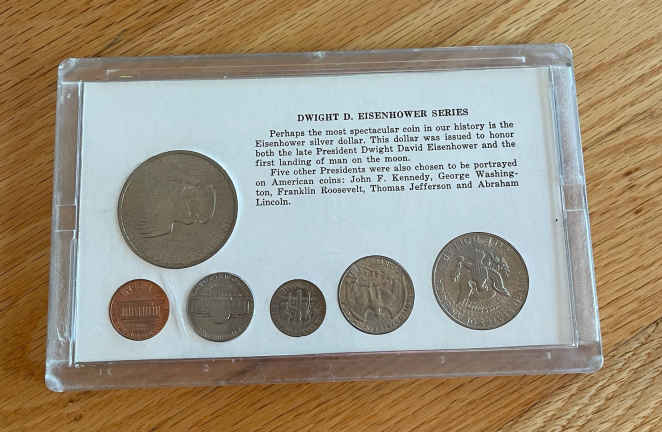 DWIGHT D. EISENHOWER SERIES
Perhaps the most spectacular coin in our history is the
Eisenhower silver dollar. This dollar was issued to honor
both the late President Dwight David Eisenhower and the
first landing of man on the moon.
Five other Presidents were also chosen to be portrayed
on American coins: John F. Kennedy, George Washing-
ton, Franklin Roosevelt, Thomas Jefferson and Abraham
Lincoln.